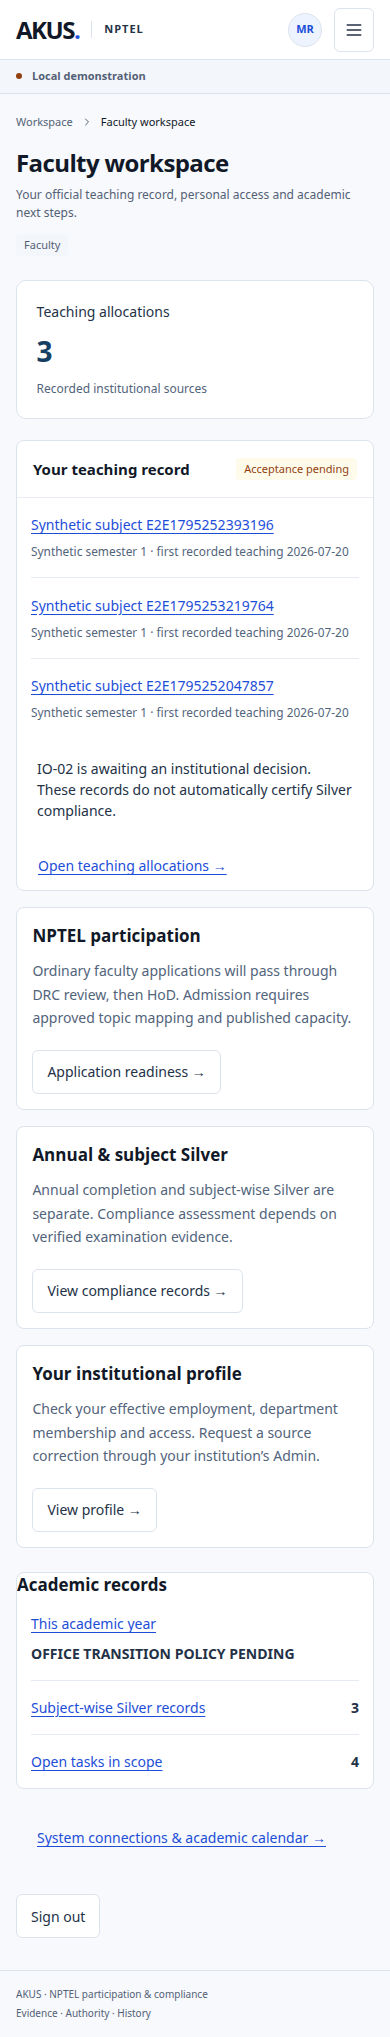 AKUS. NPTEL MR
Local demonstration
Workspace > Faculty workspace
Faculty workspace
Your official teaching record, personal access and academic
next steps.
Faculty
Teaching allocations
3
Recorded institutional sources
Your teaching record Acceptance pending
Synthetic subject E2E1795252393196
Synthetic semester 1 · first recorded teaching 2026-07-20
Synthetic subject E2E1795253219764
Synthetic semester 1 · first recorded teaching 2026-07-20
Synthetic subject E2E1795252047857
Synthetic semester 1 · first recorded teaching 2026-07-20
IO-02 is awaiting an institutional decision.
These records do not automatically certify Silver
compliance.
Open teaching allocations →
NPTEL participation
Ordinary faculty applications will pass through
DRC review, then HoD. Admission requires
approved topic mapping and published capacity.
Application readiness →
Annual & subject Silver
Annual completion and subject-wise Silver are
separate. Compliance assessment depends on
verified examination evidence.
View compliance records →
Your institutional profile
Check your effective employment, department
membership and access. Request a source
correction through your institution’s Admin.
View profile →
Academic records
This academic year
OFFICE TRANSITION POLICY PENDING
Subject-wise Silver records 3
Open tasks in scope 4
System connections & academic calendar →
Sign out
AKUS · NPTEL participation & compliance
Evidence · Authority · History